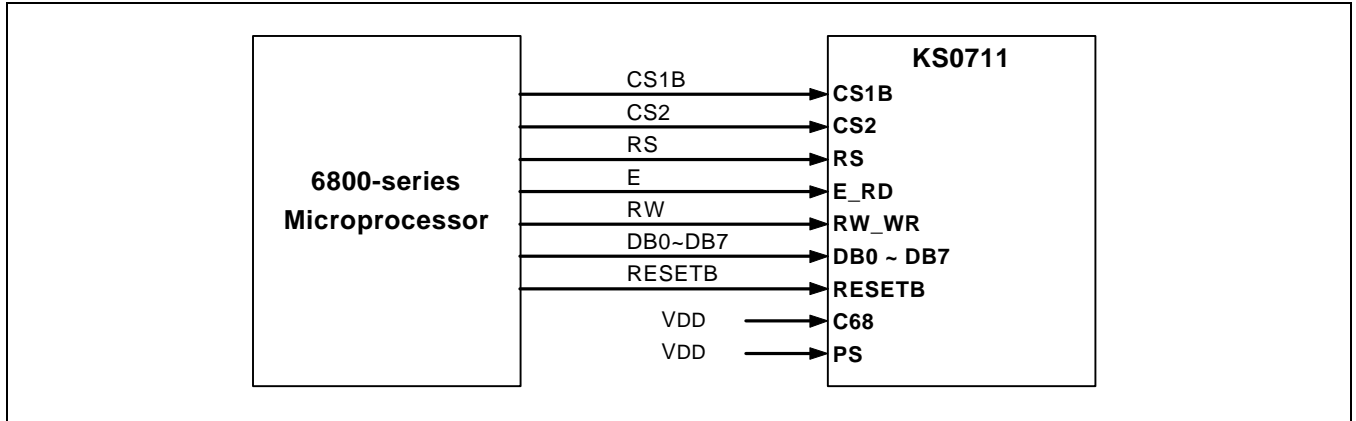 6800-series
Microprocessor
CS1B
CS2
RS
E
RW
DB0~DB7
RESETB
VDD
VDD
KS0711
CS1B
CS2
RS
E_RD
RW_WR
DB0 ~ DB7
RESETB
C68
PS